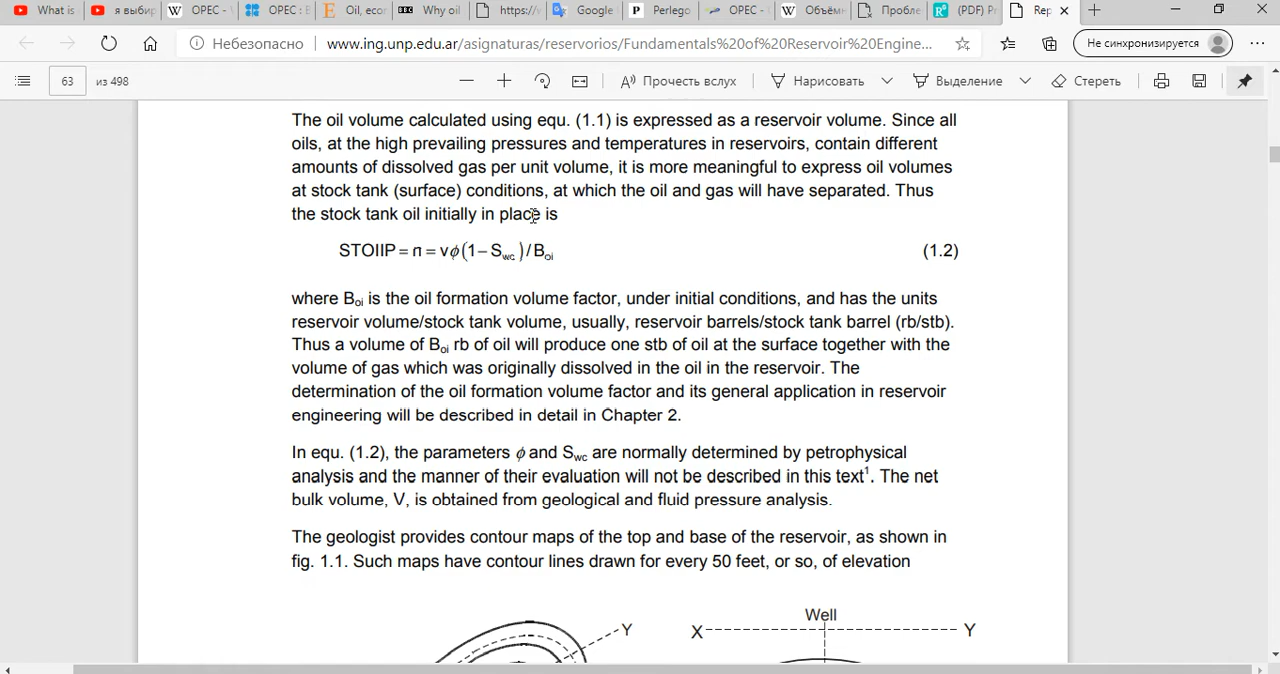 What is
я выбир
OPEC - V
OPEC : E
Oil, ecor
Why oil
https://v
Google
Perlego
OPEC -
Объём
Пробле
(PDF) Pr
Rep
Небезопасно
www.ing.unp.edu.ar/asignaturas/reservorios/Fundamentals%20of%20Reservoir%20Engine...
Не синхронизируется
63 из 498
Прочесть вслух
Нарисовать
Выделение
Стереть
The oil volume calculated using equ. (1.1) is expressed as a reservoir volume. Since all
oils, at the high prevailing pressures and temperatures in reservoirs, contain different
amounts of dissolved gas per unit volume, it is more meaningful to express oil volumes
at stock tank (surface) conditions, at which the oil and gas will have separated. Thus
the stock tank oil initially in place is
STOIIP = n = vϕ(1− Swc)/ Boi (1.2)
where Boi is the oil formation volume factor, under initial conditions, and has the units
reservoir volume/stock tank volume, usually, reservoir barrels/stock tank barrel (rb/stb).
Thus a volume of Boi rb of oil will produce one stb of oil at the surface together with the
volume of gas which was originally dissolved in the oil in the reservoir. The
determination of the oil formation volume factor and its general application in reservoir
engineering will be described in detail in Chapter 2.
In equ. (1.2), the parameters ϕ and Swc are normally determined by petrophysical
analysis and the manner of their evaluation will not be described in this text1. The net
bulk volume, V, is obtained from geological and fluid pressure analysis.
The geologist provides contour maps of the top and base of the reservoir, as shown in
fig. 1.1. Such maps have contour lines drawn for every 50 feet, or so, of elevation
Well
Y X Y